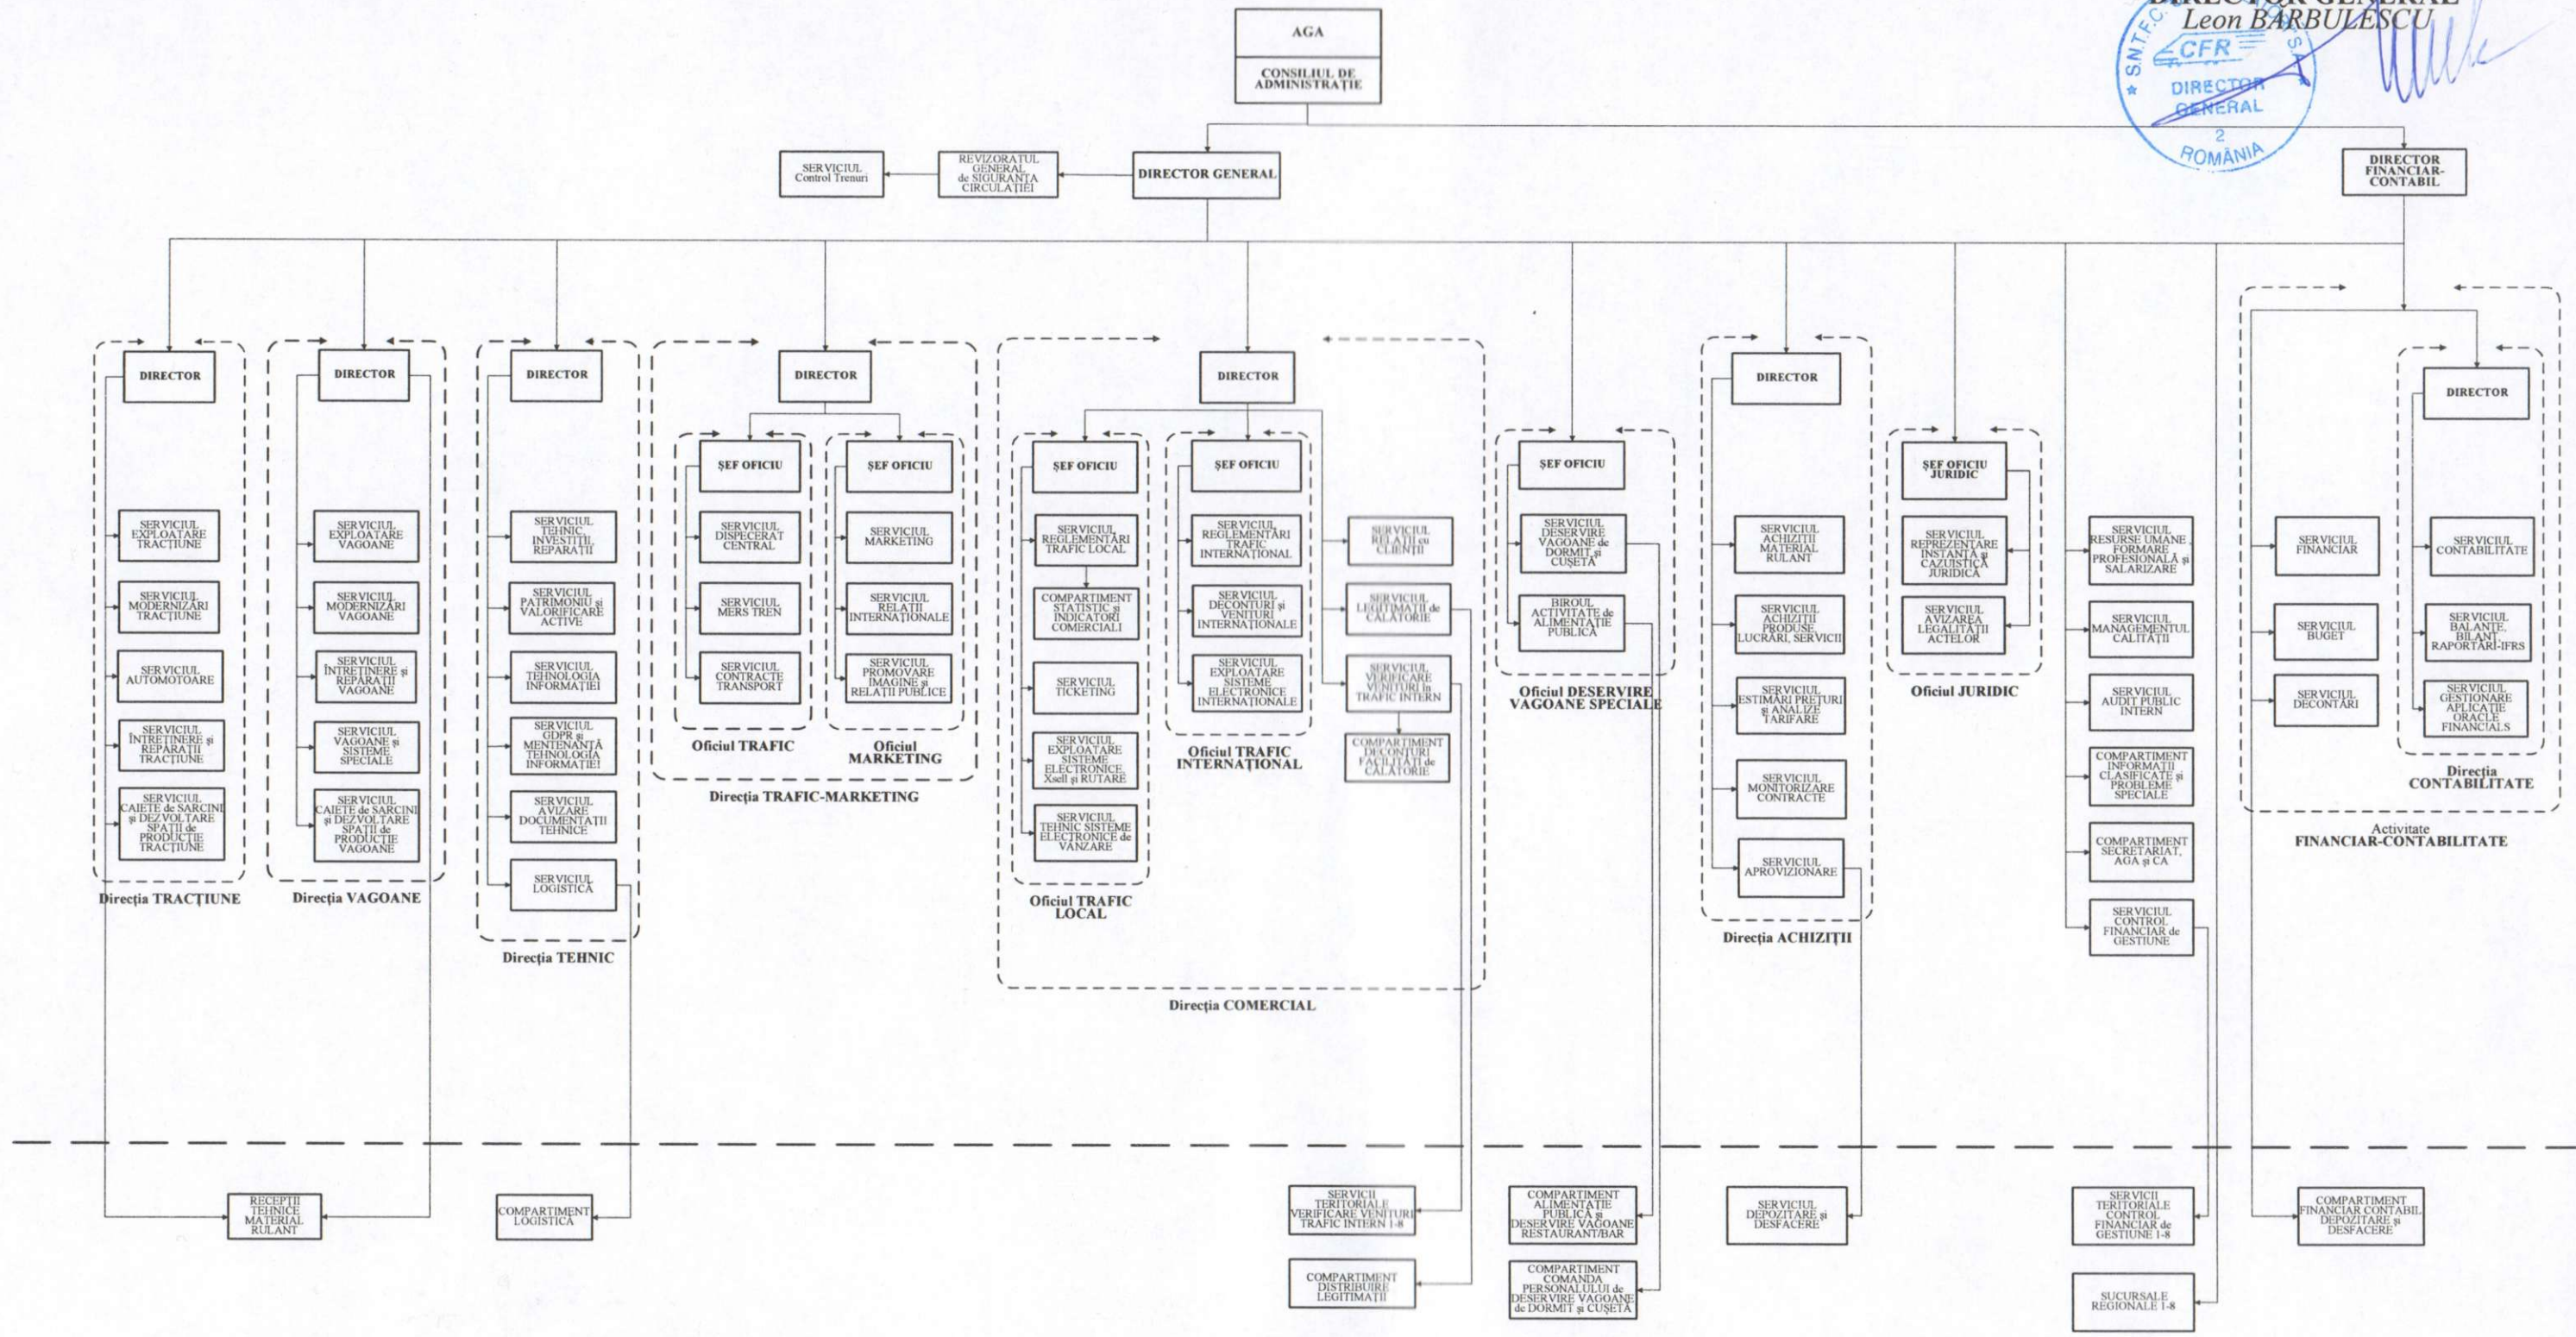 DIRECTOR GENERAL
Leon BĂRBULESCU
S.N.T.F.C.
CFR
DIRECTOR
GENERAL
2
ROMÂNIA
AGA
CONSILIUL DE
ADMINISTRAȚIE
SERVICIUL
Control Trenuri
REVIZORATUL
GENERAL
de SIGURANȚA
CIRCULAȚIEI
DIRECTOR GENERAL
DIRECTOR
FINANCIAR-
CONTABIL
DIRECTOR
SERVICIUL
EXPLOATARE
TRACȚIUNE
SERVICIUL
MODERNIZĂRI
TRACȚIUNE
SERVICIUL
AUTOMOTOARE
SERVICIUL
ÎNTREȚINERE și
REPARAȚII
TRACȚIUNE
SERVICIUL
CAIETE de SARCINI
și DEZVOLTARE
SPAȚII de
PRODUCȚIE
TRACȚIUNE
Direcția TRACȚIUNE
DIRECTOR
SERVICIUL
EXPLOATARE
VAGOANE
SERVICIUL
MODERNIZĂRI
VAGOANE
SERVICIUL
ÎNTREȚINERE și
REPARAȚII
VAGOANE
SERVICIUL
VAGOANE și
SISTEME
SPECIALE
SERVICIUL
CAIETE de SARCINI
și DEZVOLTARE
SPAȚII de
PRODUCȚIE
VAGOANE
Direcția VAGOANE
DIRECTOR
SERVICIUL
TEHNIC,
INVESTIȚII,
REPARAȚII
SERVICIUL
PATRIMONIU și
VALORIFICARE
ACTIVE
SERVICIUL
TEHNOLOGIA
INFORMAȚIEI
SERVICIUL
GDPR și
MENTENANȚĂ
TEHNOLOGIA
INFORMAȚIEI
SERVICIUL
AVIZARE
DOCUMENTAȚII
TEHNICE
SERVICIUL
LOGISTICĂ
Direcția TEHNIC
DIRECTOR
ȘEF OFICIU
SERVICIUL
DISPECERAT
CENTRAL
SERVICIUL
MERS TREN
SERVICIUL
CONTRACTE
TRANSPORT
Oficiul TRAFIC
ȘEF OFICIU
SERVICIUL
MARKETING
SERVICIUL
RELAȚII
INTERNAȚIONALE
SERVICIUL
PROMOVARE
IMAGINE și
RELAȚII PUBLICE
Oficiul
MARKETING
Direcția TRAFIC-MARKETING
DIRECTOR
ȘEF OFICIU
SERVICIUL
REGLEMENTĂRI
TRAFIC LOCAL
COMPARTIMENT
STATISTIC și
INDICATORI
COMERCIALI
SERVICIUL
TICKETING
SERVICIUL
EXPLOATARE
SISTEME
ELECTRONICE,
Xsell și RUTARE
SERVICIUL
TEHNIC SISTEME
ELECTRONICE de
VÂNZARE
Oficiul TRAFIC
LOCAL
ȘEF OFICIU
SERVICIUL
REGLEMENTĂRI
TRAFIC
INTERNAȚIONAL
SERVICIUL
DECONTURI și
VENITURI
INTERNAȚIONALE
SERVICIUL
EXPLOATARE
SISTEME
ELECTRONICE
INTERNAȚIONALE
Oficiul TRAFIC
INTERNAȚIONAL
SERVICIUL
RELAȚII cu
CLIENȚII
SERVICIUL
LEGITIMAȚII de
CĂLĂTORIE
SERVICIUL
VERIFICARE
VENITURI în
TRAFIC INTERN
COMPARTIMENT
DECONTURI
FACILITĂȚI de
CĂLĂTORIE
Direcția COMERCIAL
ȘEF OFICIU
SERVICIUL
DESERVIRE
VAGOANE de
DORMIT și
CUȘETĂ
BIROUL
ACTIVITATE de
ALIMENTAȚIE
PUBLICĂ
Oficiul DESERVIRE
VAGOANE SPECIALE
DIRECTOR
SERVICIUL
ACHIZIȚII
MATERIAL
RULANT
SERVICIUL
ACHIZIȚII
PRODUSE,
LUCRĂRI, SERVICII
SERVICIUL
ESTIMĂRI PREȚURI
și ANALIZE
TARIFARE
SERVICIUL
MONITORIZARE
CONTRACTE
SERVICIUL
APROVIZIONARE
Direcția ACHIZIȚII
ȘEF OFICIU
JURIDIC
SERVICIUL
REPREZENTARE
INSTANȚĂ și
CAZUISTICĂ
JURIDICĂ
SERVICIUL
AVIZAREA
LEGALITĂȚII
ACTELOR
Oficiul JURIDIC
SERVICIUL
RESURSE UMANE ,
FORMARE
PROFESIONALĂ și
SALARIZARE
SERVICIUL
MANAGEMENTUL
CALITĂȚII
SERVICIUL
AUDIT PUBLIC
INTERN
COMPARTIMENT
INFORMAȚII
CLASIFICATE și
PROBLEME
SPECIALE
COMPARTIMENT
SECRETARIAT,
AGA și CA
SERVICIUL
CONTROL
FINANCIAR de
GESTIUNE
SERVICIUL
FINANCIAR
SERVICIUL
BUGET
SERVICIUL
DECONTĂRI
DIRECTOR
SERVICIUL
CONTABILITATE
SERVICIUL
BALANȚE,
BILANȚ,
RAPORTĂRI-IFRS
SERVICIUL
GESTIONARE
APLICAȚIE
ORACLE
FINANCIALS
Direcția
CONTABILITATE
Activitate
FINANCIAR-CONTABILITATE
RECEPȚII
TEHNICE
MATERIAL
RULANT
COMPARTIMENT
LOGISTICĂ
SERVICII
TERITORIALE
VERIFICARE VENITURI
TRAFIC INTERN 1-8
COMPARTIMENT
DISTRIBUIRE
LEGITIMAȚII
COMPARTIMENT
ALIMENTAȚIE
PUBLICĂ și
DESERVIRE VAGOANE
RESTAURANT/BAR
COMPARTIMENT
COMANDA
PERSONALULUI de
DESERVIRE VAGOANE
de DORMIT și CUȘETĂ
SERVICIUL
DEPOZITARE și
DESFACERE
SERVICII
TERITORIALE
CONTROL
FINANCIAR de
GESTIUNE 1-8
SUCURSALE
REGIONALE 1-8
COMPARTIMENT
FINANCIAR CONTABIL
DEPOZITARE și
DESFACERE